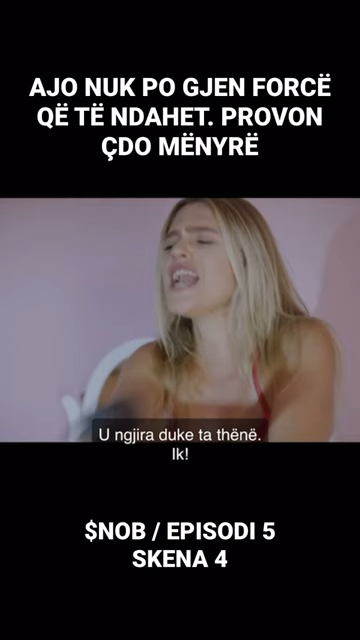 AJO NUK PO GJEN FORCË
QË TË NDAHET. PROVON
ÇDO MËNYRË
U ngjira duke ta thënë.
Ik!
$NOB / EPISODI 5
SKENA 4